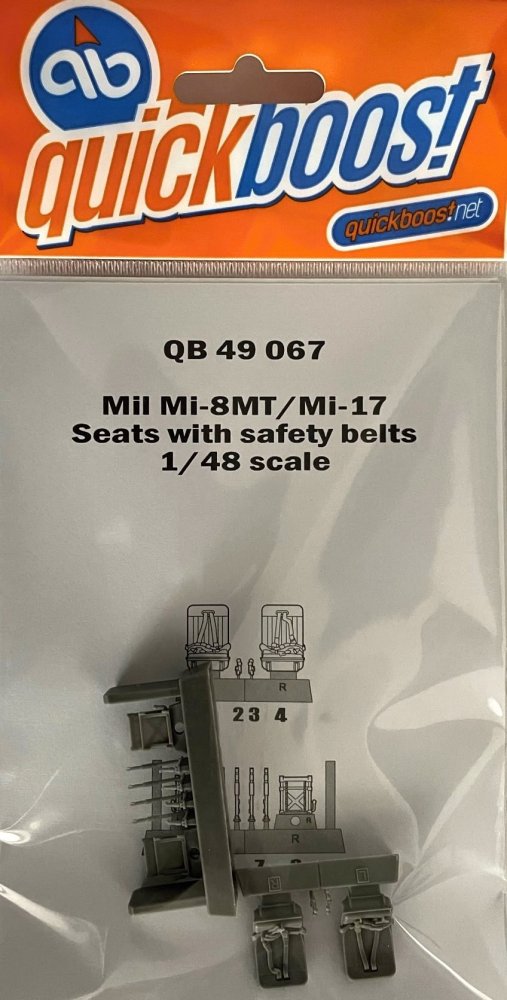 qb
quickboost
quickboost.net
QB 49 067
Mil Mi-8MT/Mi-17
Seats with safety belts
1/48 scale
R
2 3 4
R
R
7